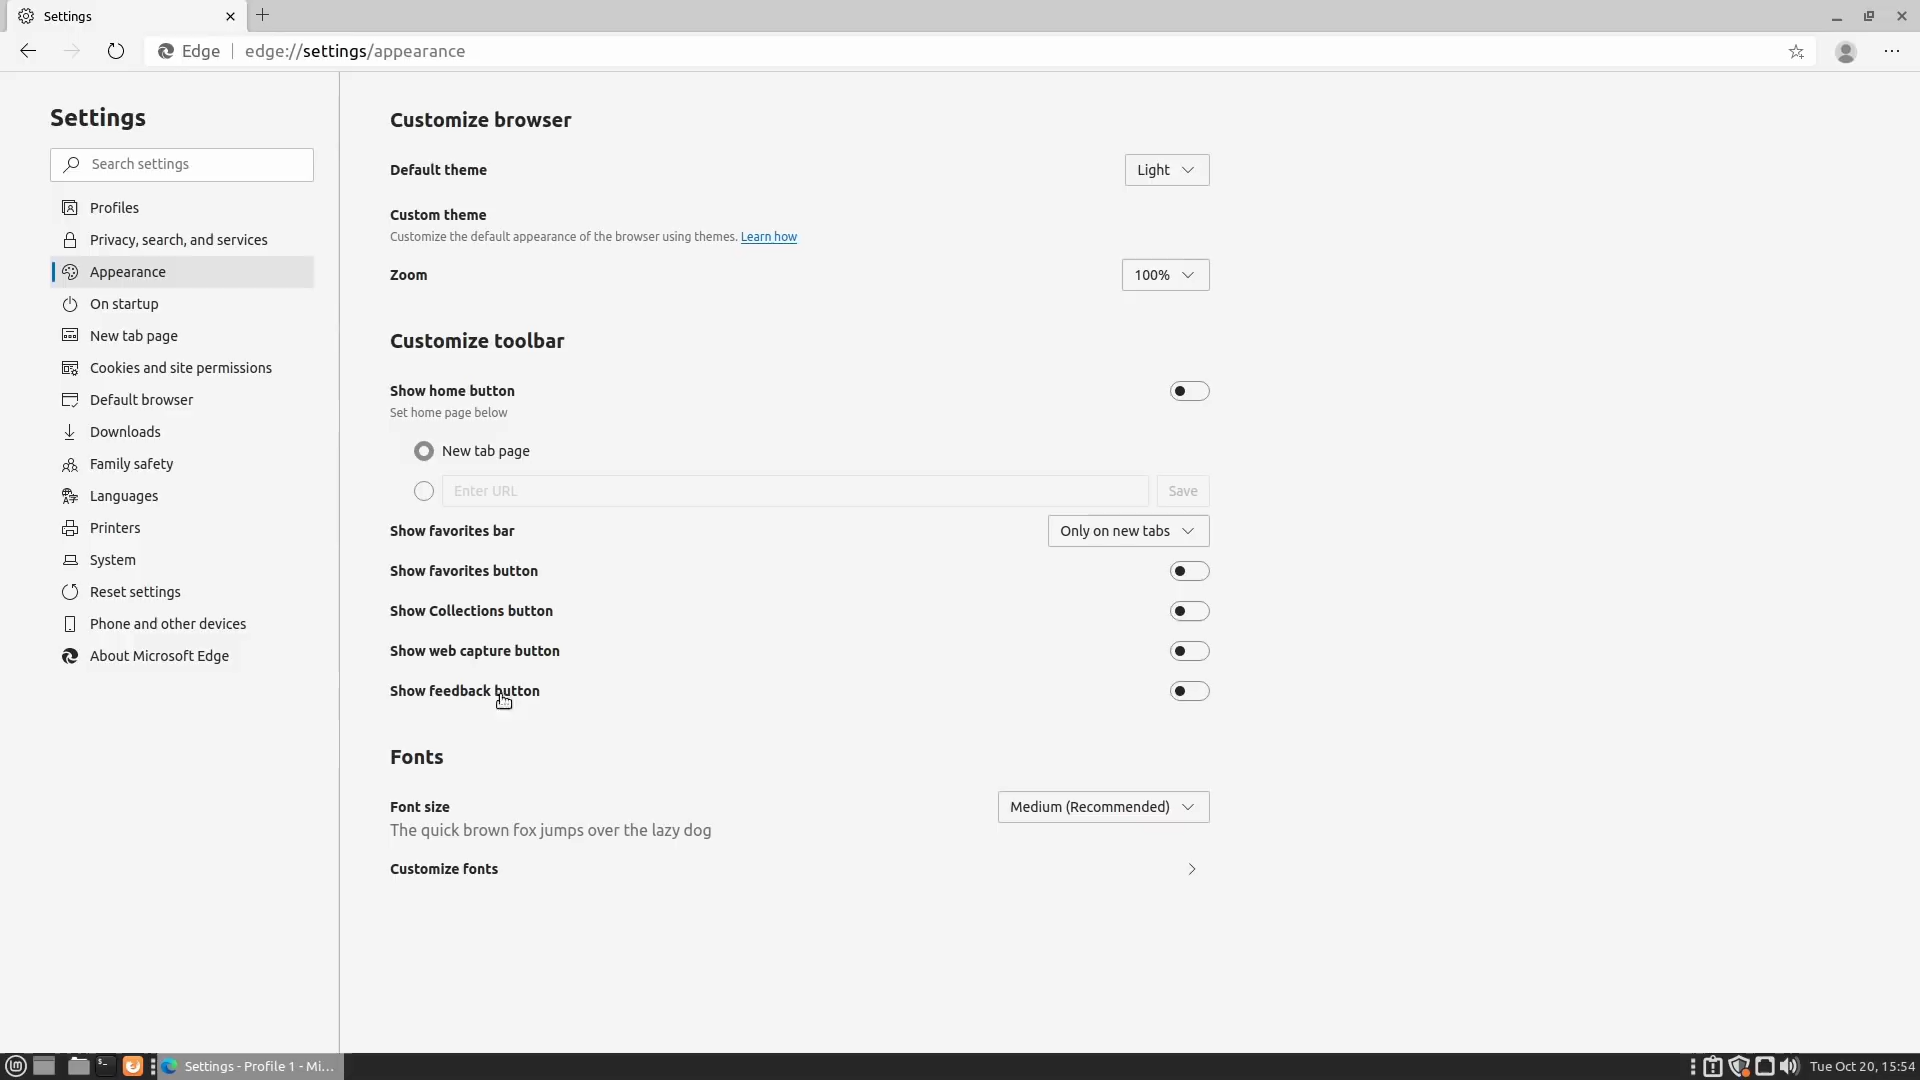 Settings
Edge
edge://settings/appearance
Settings
Search settings
Profiles
Privacy, search, and services
Appearance
On startup
New tab page
Cookies and site permissions
Default browser
Downloads
Family safety
Languages
Printers
System
Reset settings
Phone and other devices
About Microsoft Edge
Customize browser
Default theme
Light
Custom theme
Customize the default appearance of the browser using themes. Learn how
Zoom
100%
Customize toolbar
Show home button
Set home page below
New tab page
Enter URL
Save
Show favorites bar
Only on new tabs
Show favorites button
Show Collections button
Show web capture button
Show feedback button
Fonts
Font size
Medium (Recommended)
The quick brown fox jumps over the lazy dog
Customize fonts
Settings - Profile 1 - Mi...
Tue Oct 20, 15:54